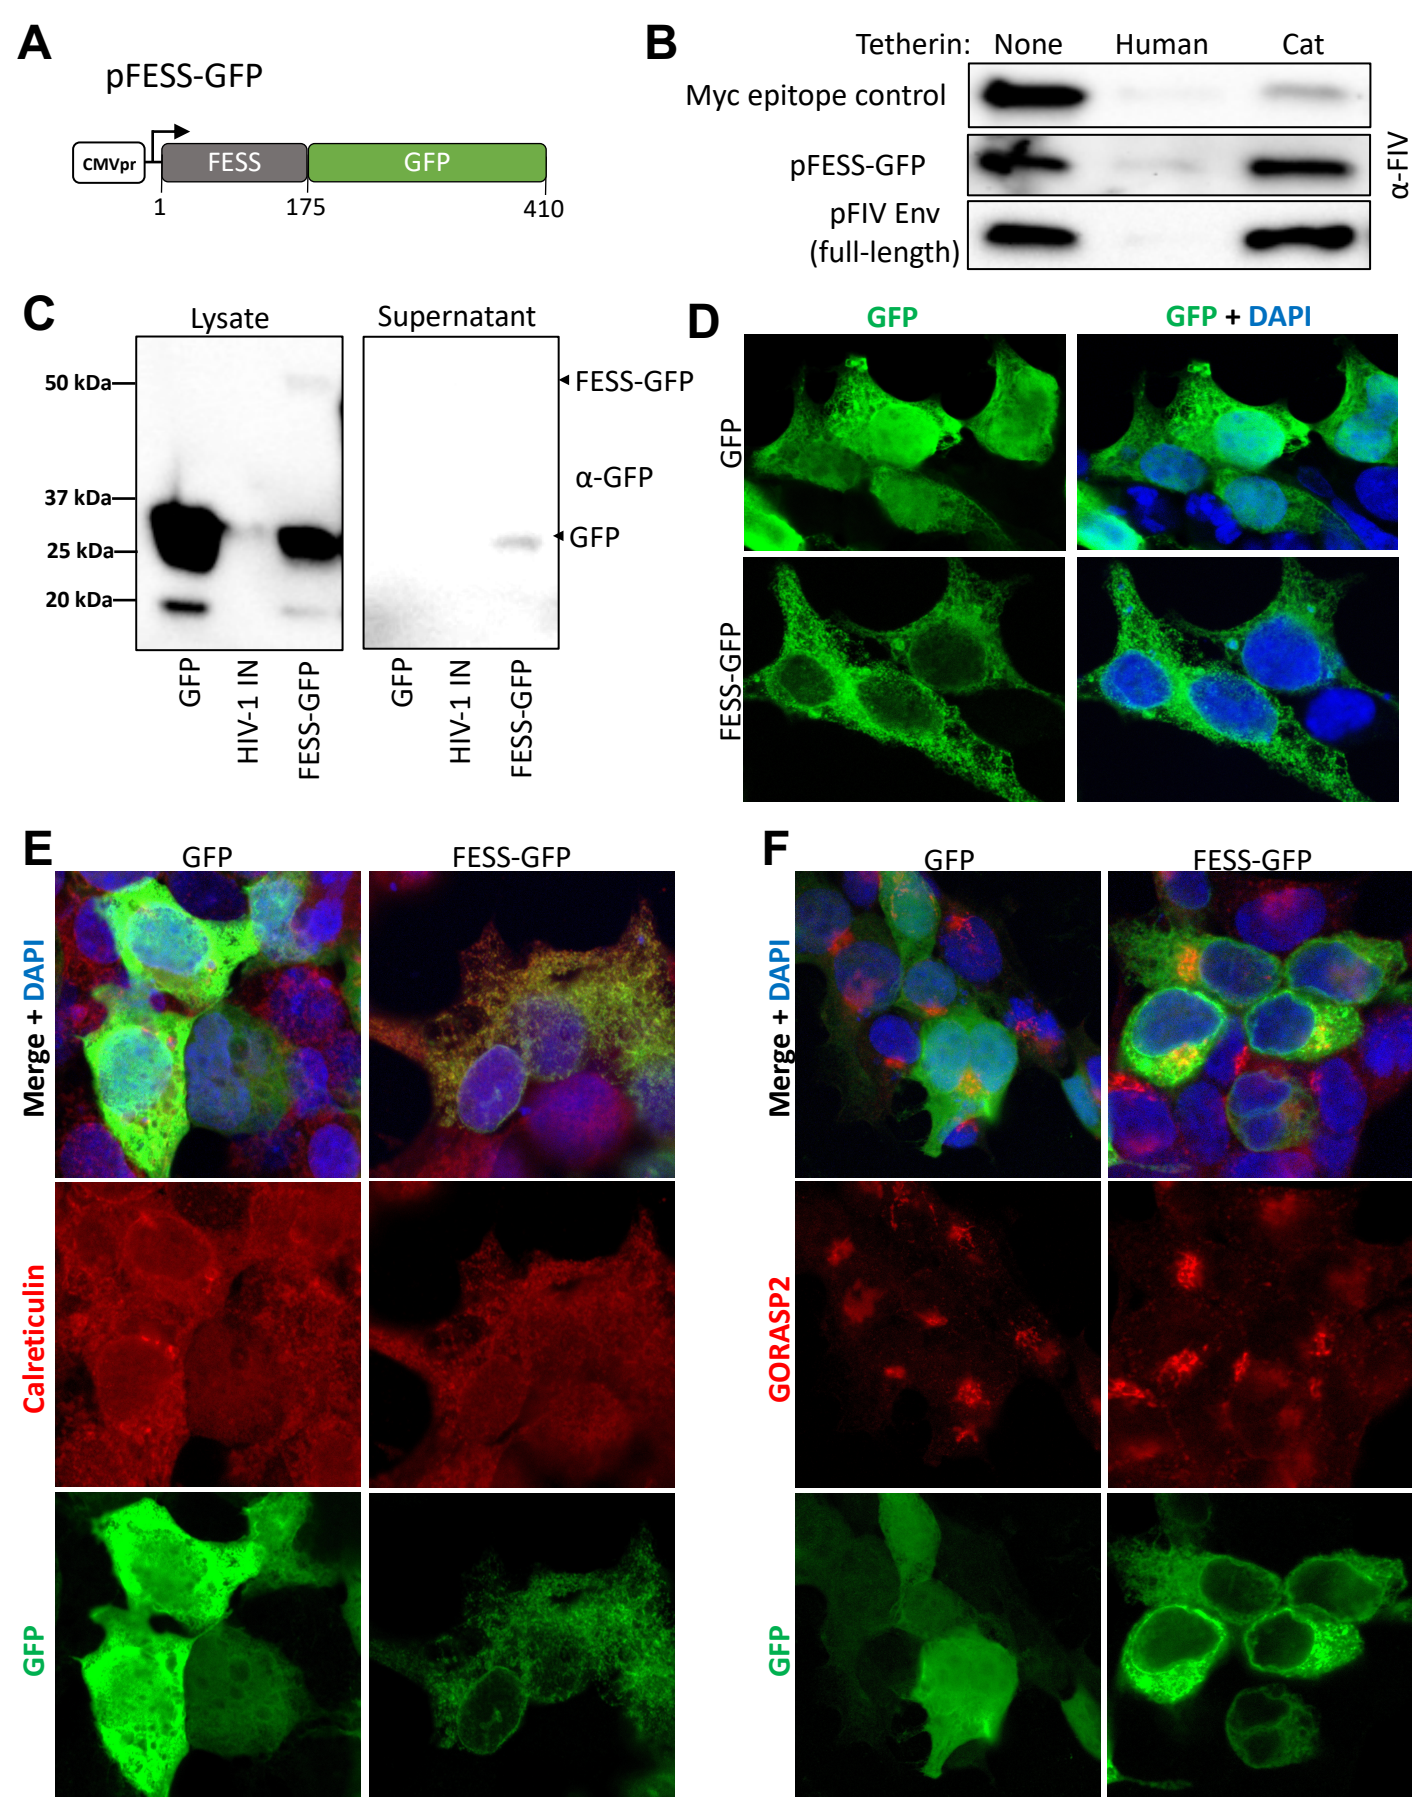 A
pFESS-GFP
CMVpr
FESS
GFP
1
175
410
B
Tetherin: None Human Cat
Myc epitope control
pFESS-GFP
pFIV Env
(full-length)
α-FIV
C
Lysate
Supernatant
50 kDa
37 kDa
25 kDa
20 kDa
FESS-GFP
α-GFP
GFP
GFP
HIV-1 IN
FESS-GFP
GFP
HIV-1 IN
FESS-GFP
D
GFP
GFP + DAPI
GFP
FESS-GFP
E
GFP
FESS-GFP
Merge + DAPI
Calreticulin
GFP
F
GFP
FESS-GFP
Merge + DAPI
GORASP2
GFP